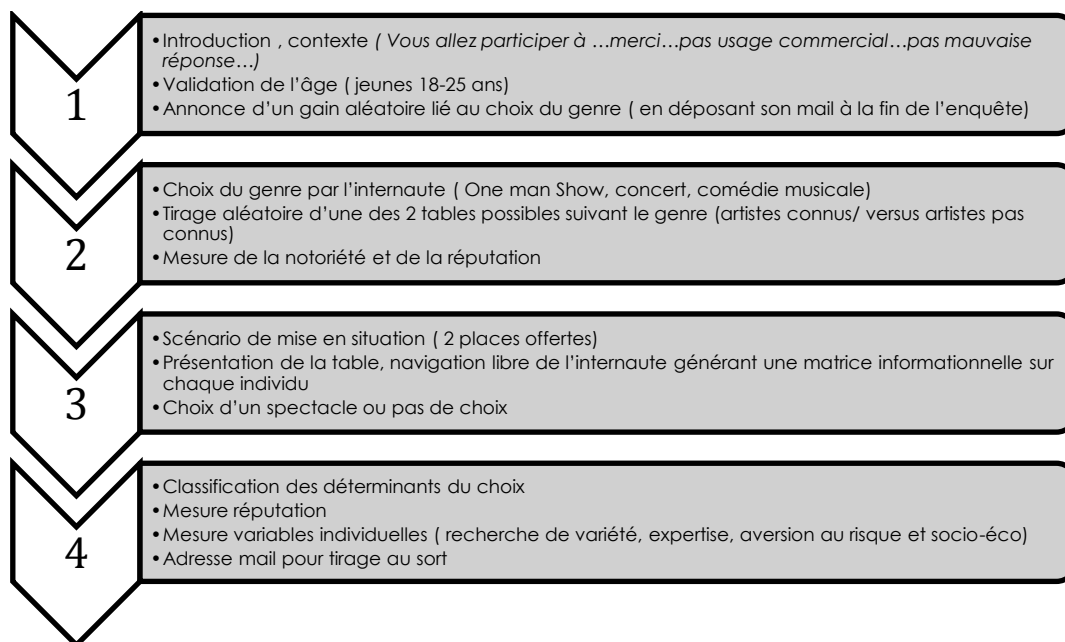 1
•Introduction , contexte ( Vous allez participer à …merci…pas usage commercial…pas mauvaise
réponse…)
•Validation de l’âge ( jeunes 18-25 ans)
•Annonce d’un gain aléatoire lié au choix du genre ( en déposant son mail à la fin de l’enquête)
2
•Choix du genre par l’internaute ( One man Show, concert, comédie musicale)
•Tirage aléatoire d’une des 2 tables possibles suivant le genre (artistes connus/ versus artistes pas
connus)
•Mesure de la notoriété et de la réputation
3
•Scénario de mise en situation ( 2 places offertes)
•Présentation de la table, navigation libre de l’internaute générant une matrice informationnelle sur
chaque individu
•Choix d’un spectacle ou pas de choix
4
•Classification des déterminants du choix
•Mesure réputation
•Mesure variables individuelles ( recherche de variété, expertise, aversion au risque et socio-éco)
•Adresse mail pour tirage au sort